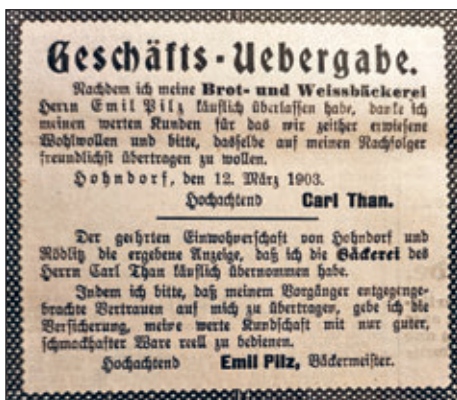 Geschäfts-Uebergabe.
Nachdem ich meine Brot- und Weissbäckerei
Herrn Emil Pilz käuflich überlassen habe, danke ich
meinen werten Kunden für das mir zeither erwiesene
Wohlwollen und bitte, dasselbe auf meinen Nachfolger
freundlichst übertragen zu wollen.
Hohndorf, den 12. März 1903.
Hochachtend Carl Than.
Der geehrten Einwohnerschaft von Hohndorf und
Rödlitz die ergebene Anzeige, daß ich die Bäckerei des
Herrn Carl Than käuflich übernommen habe.
Indem ich bitte, daß meinem Vorgänger entgegenge-
brachte Vertrauen auf mich zu übertragen, gebe ich die
Versicherung, meine werte Kundschaft mit nur guter,
schmackhafter Ware reell zu bedienen.
Hochachtend Emil Pilz, Bäckermeister.